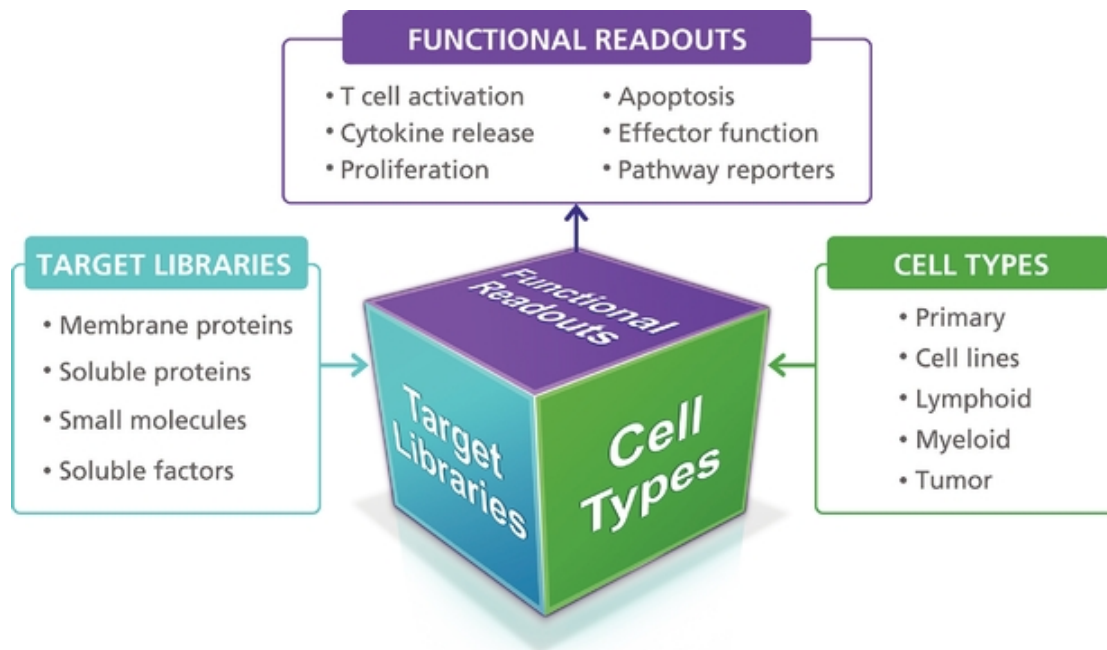 FUNCTIONAL READOUTS
• T cell activation
• Cytokine release
• Proliferation
• Apoptosis
• Effector function
• Pathway reporters
TARGET LIBRARIES
• Membrane proteins
• Soluble proteins
• Small molecules
• Soluble factors
Functional
Readouts
Target
Libraries
Cell
Types
CELL TYPES
• Primary
• Cell lines
• Lymphoid
• Myeloid
• Tumor